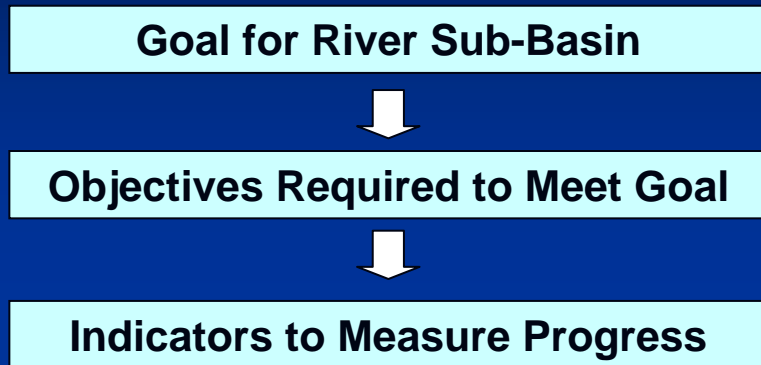 Goal for River Sub-Basin
Objectives Required to Meet Goal
Indicators to Measure Progress